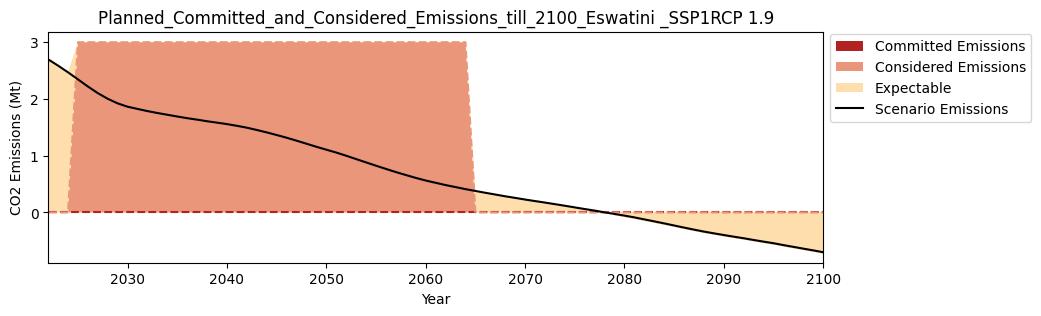 Planned_Committed_and_Considered_Emissions_till_2100_Eswatini _SSP1RCP 1.9
CO2 Emissions (Mt)
3
2
1
0
2030 2040 2050 2060 2070 2080 2090 2100
Year
Committed Emissions
Considered Emissions
Expectable
Scenario Emissions